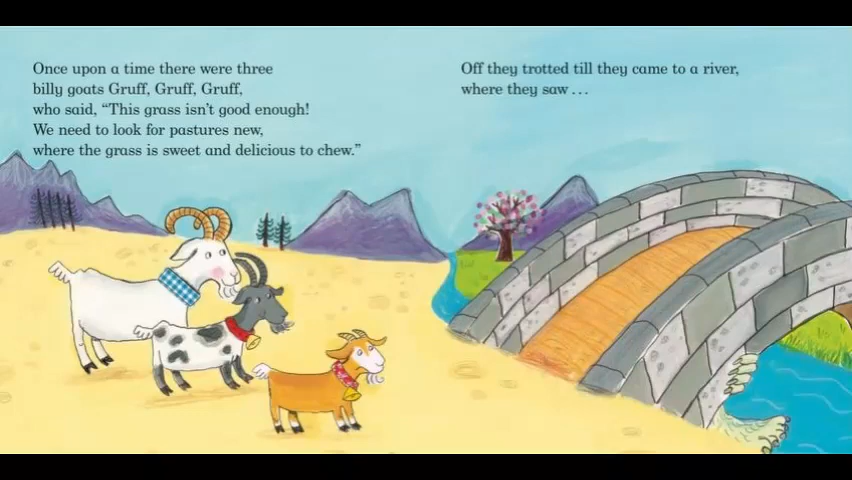 Once upon a time there were three
billy goats Gruff, Gruff, Gruff,
who said, “This grass isn’t good enough!
We need to look for pastures new,
where the grass is sweet and delicious to chew.”
Off they trotted till they came to a river,
where they saw...